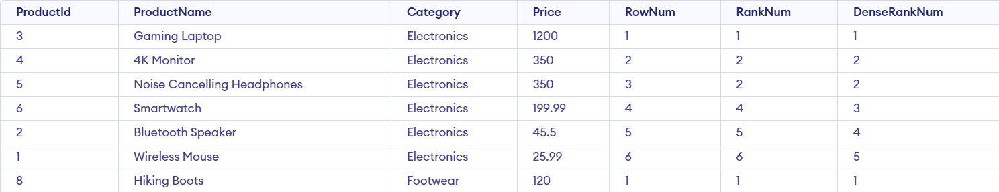 ProductId ProductName Category Price RowNum RankNum DenseRankNum
3 Gaming Laptop Electronics 1200 1 1 1
4 4K Monitor Electronics 350 2 2 2
5 Noise Cancelling Headphones Electronics 350 3 2 2
6 Smartwatch Electronics 199.99 4 4 3
2 Bluetooth Speaker Electronics 45.5 5 5 4
1 Wireless Mouse Electronics 25.99 6 6 5
8 Hiking Boots Footwear 120 1 1 1